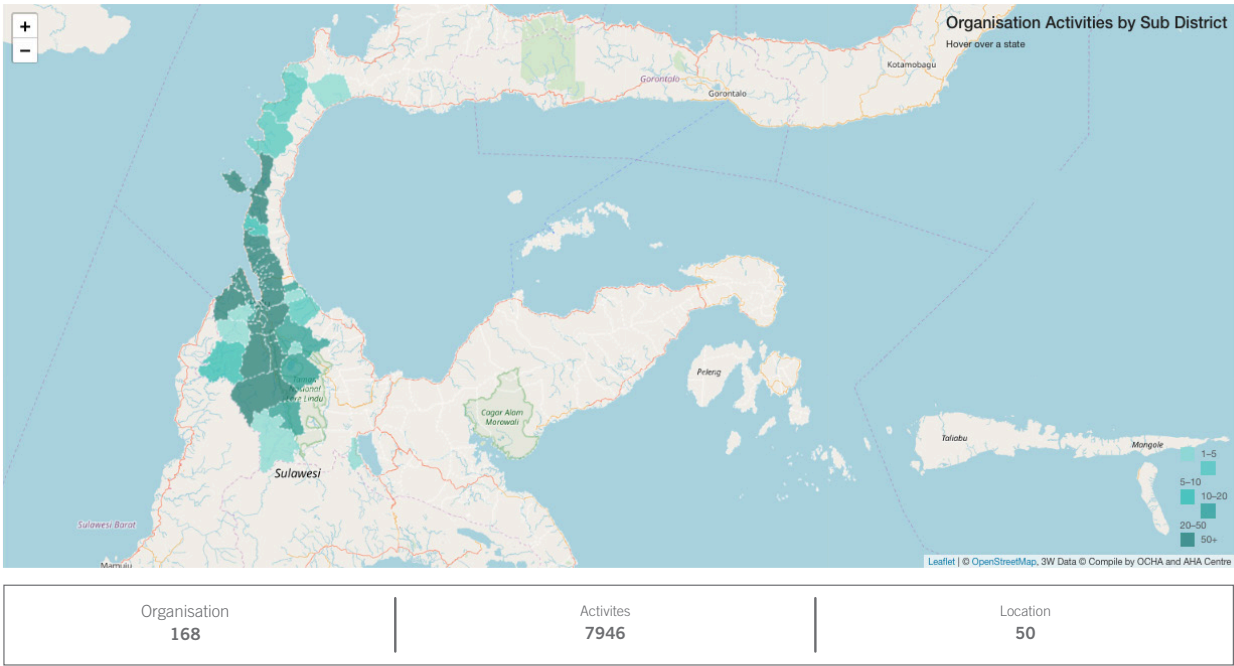 +
−
Organisation Activities by Sub District
Hover over a state
Kotamobagu
Gorontalo
Gorontalo
Peleng
Cagar Alam
Morowali
Taliabu
Mangole
Sulawesi
Sulawesi Barat
Mamuju
1–5
5–10
10–20
20–50
50+
Leaflet | © OpenStreetMap, 3W Data © Compile by OCHA and AHA Centre
Organisation
168
Activites
7946
Location
50